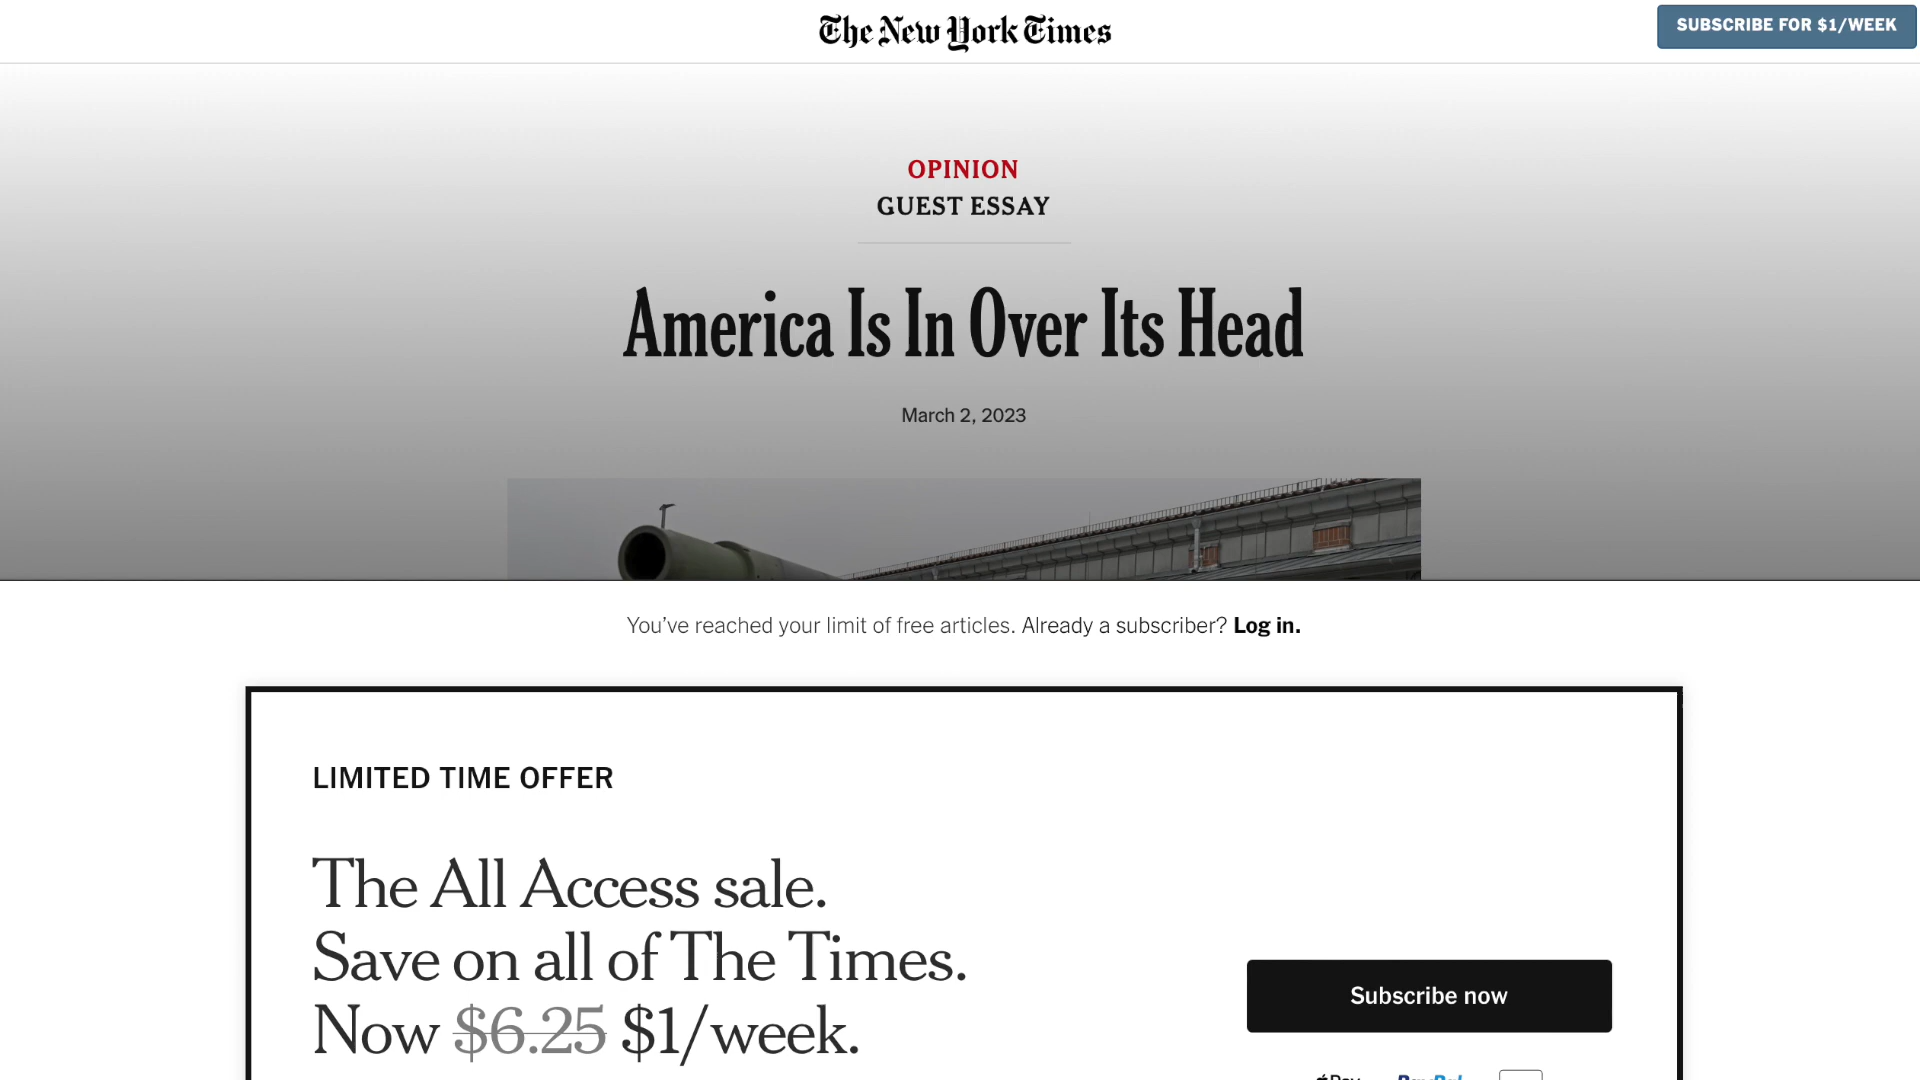 The New York Times
SUBSCRIBE FOR $1/WEEK
OPINION
GUEST ESSAY
America Is In Over Its Head
March 2, 2023
You’ve reached your limit of free articles. Already a subscriber? Log in.
LIMITED TIME OFFER
The All Access sale.
Save on all of The Times.
Now $6.25 $1/week.
Subscribe now
Pay PayPal